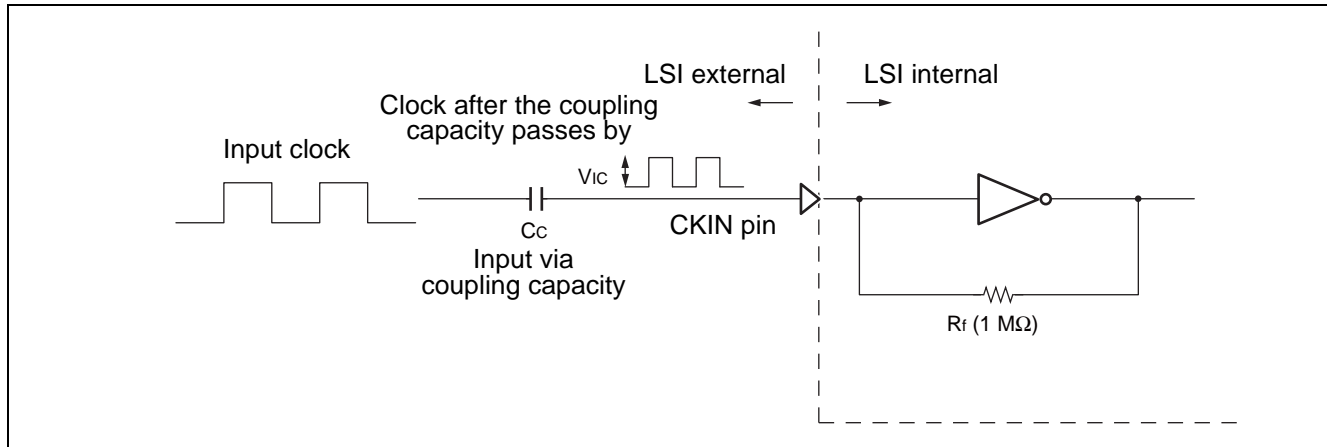 LSI external
LSI internal
Clock after the coupling
capacity passes by
Input clock
VIC
CKIN pin
CC
Input via
coupling capacity
Rf (1 MΩ)